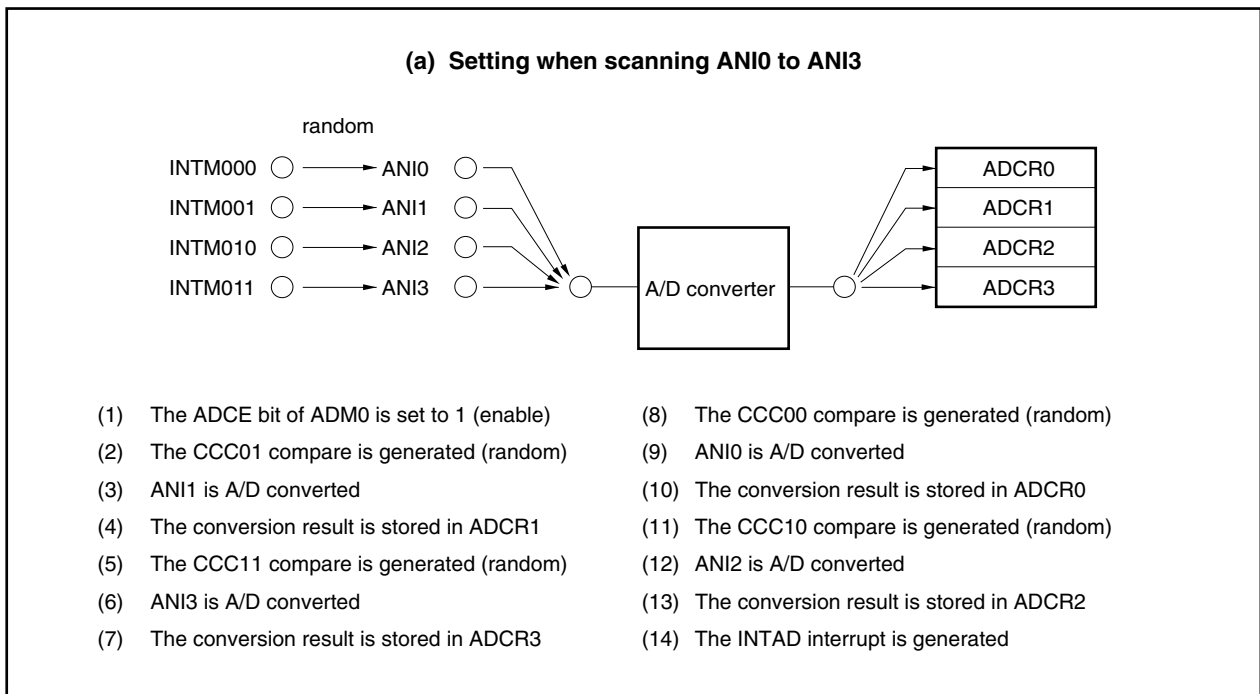 (a) Setting when scanning ANI0 to ANI3
random
INTM000 ANI0
INTM001 ANI1
INTM010 ANI2
INTM011 ANI3
A/D converter
ADCR0
ADCR1
ADCR2
ADCR3
(1) The ADCE bit of ADM0 is set to 1 (enable)
(2) The CCC01 compare is generated (random)
(3) ANI1 is A/D converted
(4) The conversion result is stored in ADCR1
(5) The CCC11 compare is generated (random)
(6) ANI3 is A/D converted
(7) The conversion result is stored in ADCR3
(8) The CCC00 compare is generated (random)
(9) ANI0 is A/D converted
(10) The conversion result is stored in ADCR0
(11) The CCC10 compare is generated (random)
(12) ANI2 is A/D converted
(13) The conversion result is stored in ADCR2
(14) The INTAD interrupt is generated